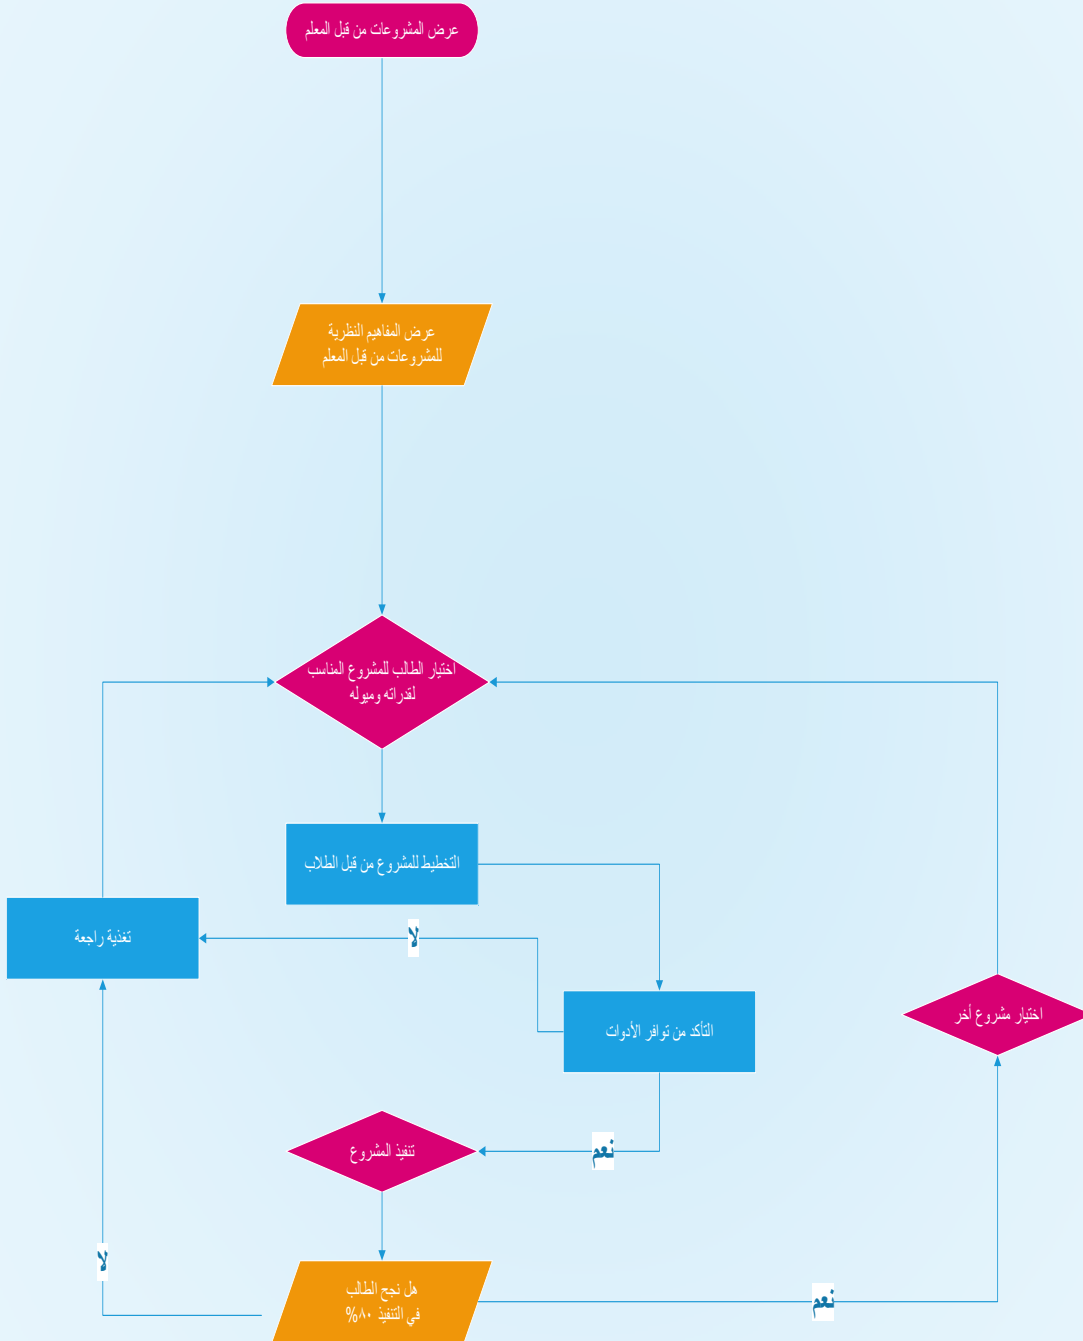 عرض المشروعات من قبل المعلم
عرض المفاهيم النظرية
للمشروعات من قبل المعلم
اختيار الطالب للمشروع المناسب
لقدراته وميوله
التخطيط للمشروع من قبل الطلاب
تغذية راجعة
لا
التأكد من توافر الأدوات
اختيار مشروع أخر
نعم
تنفيذ المشروع
لا
هل نجح الطالب
في التنفيذ ٨٠%
نعم